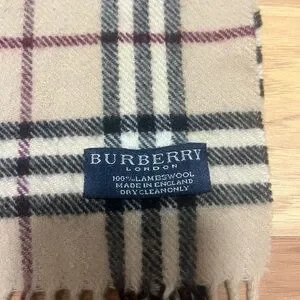 BURBERRY
LONDON
100% LAMBSWOOL
MADE IN ENGLAND
DRY CLEAN ONLY